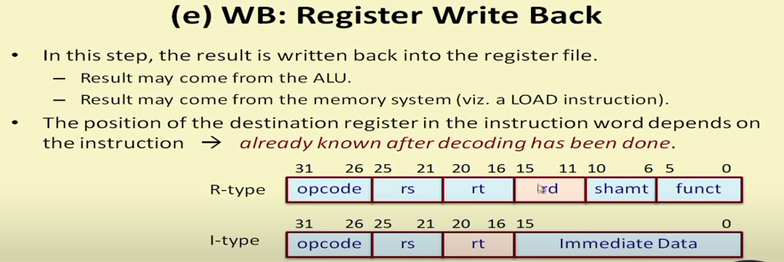 (e) WB: Register Write Back
• In this step, the result is written back into the register file.
– Result may come from the ALU.
– Result may come from the memory system (viz. a LOAD instruction).
• The position of the destination register in the instruction word depends on
the instruction → already known after decoding has been done.
31 26 25 21 20 16 15 11 10 6 5 0
R-type opcode rs rt rd shamt funct
31 26 25 21 20 16 15 0
I-type opcode rs rt Immediate Data